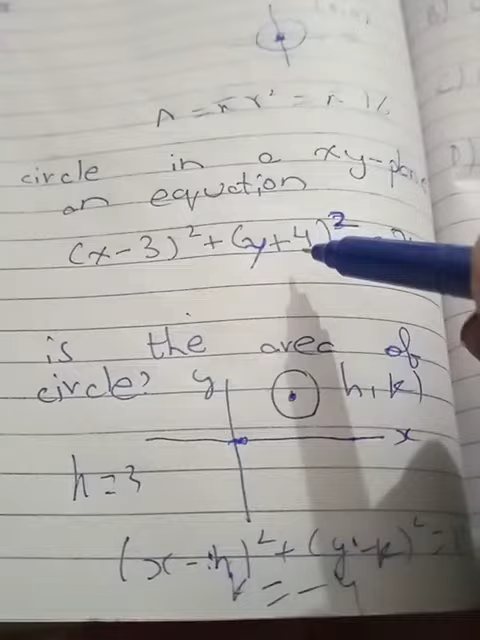 A = πr² =
circle in a xy-plane
an equation
(x-3)² + (y+4)² =
is the area of
circle? y
h, k)
x
h = 3
(x-h)² + (y-k)² =
k = -4